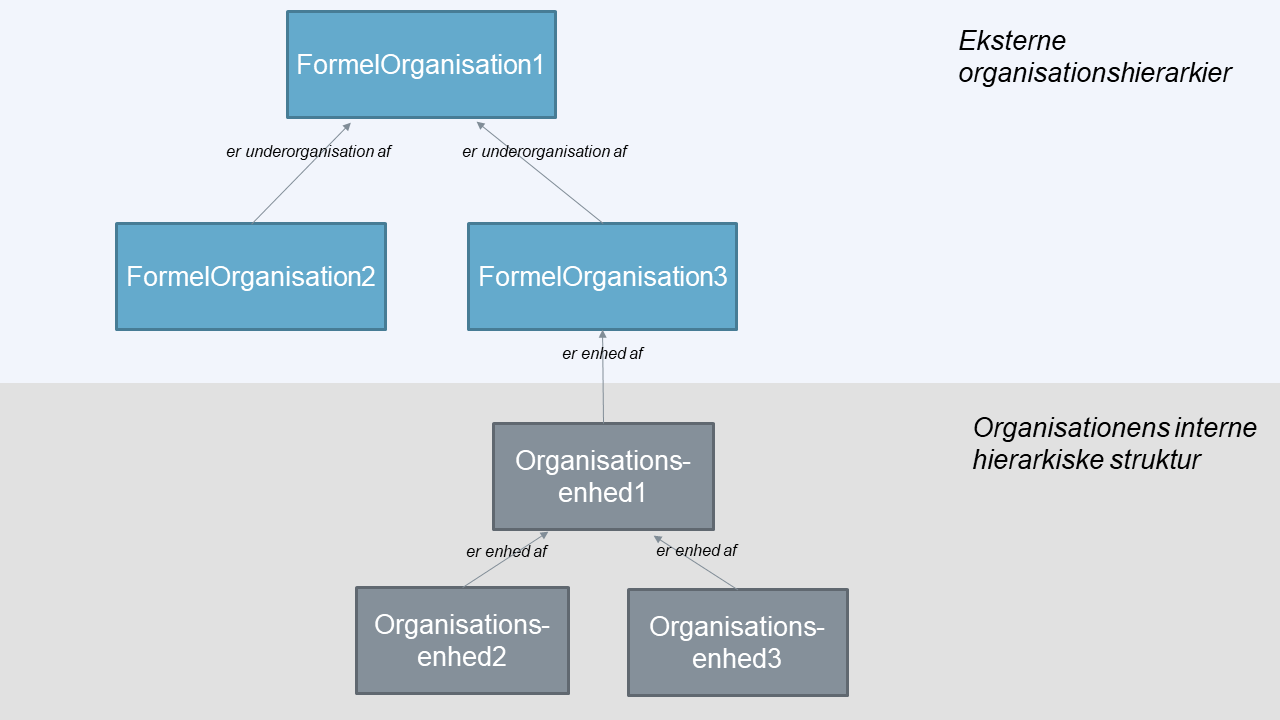 FormelOrganisation1
Eksterne
organisationshierarkier
er underorganisation af
er underorganisation af
FormelOrganisation2
FormelOrganisation3
er enhed af
Organisationens interne
hierarkiske struktur
Organisations-
enhed1
er enhed af
er enhed af
Organisations-
enhed2
Organisations-
enhed3